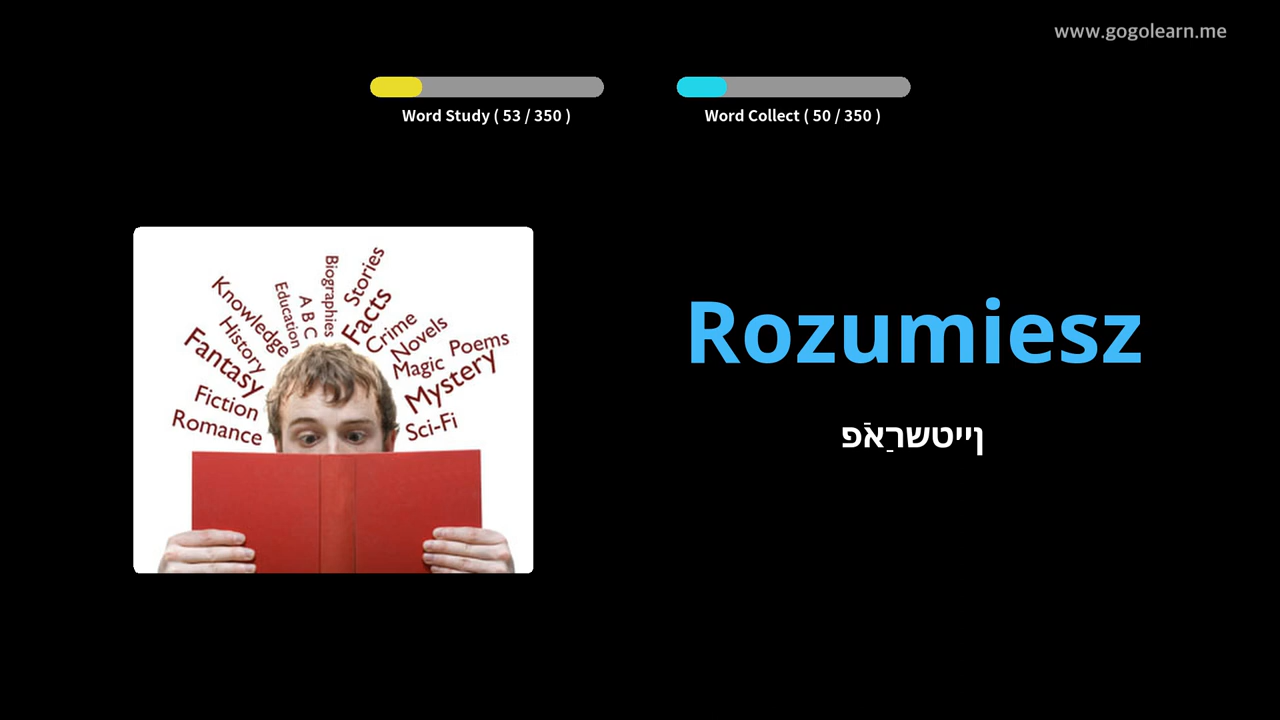 www.gogolearn.me
Word Study ( 53 / 350 )
Word Collect ( 50 / 350 )
Biographies
Stories
Education
A B C
Facts
Knowledge
Crime
History
Novels
Fantasy
Magic
Poems
Mystery
Fiction
Romance
Sci-Fi
Rozumiesz
ןייטשרַאֿפ